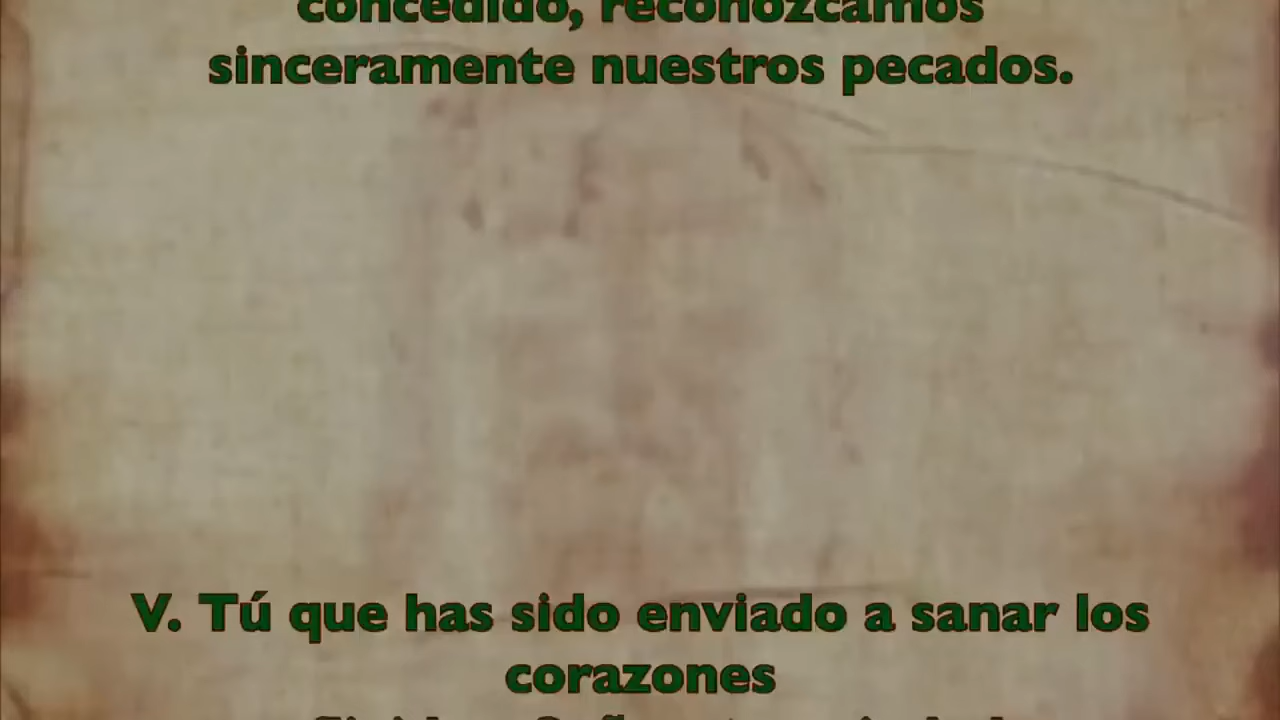 concedido, reconozcamos
sinceramente nuestros pecados.
V. Tú que has sido enviado a sanar los
corazones